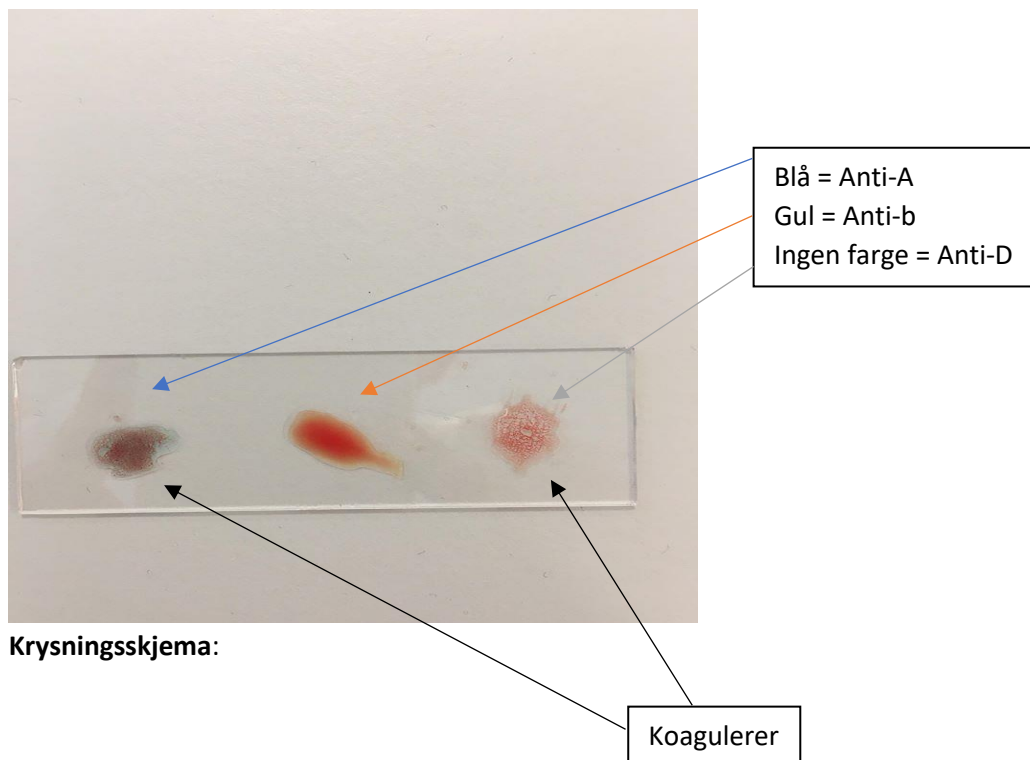 Blå = Anti-A
Gul = Anti-b
Ingen farge = Anti-D
Krysningsskjema:
Koagulerer